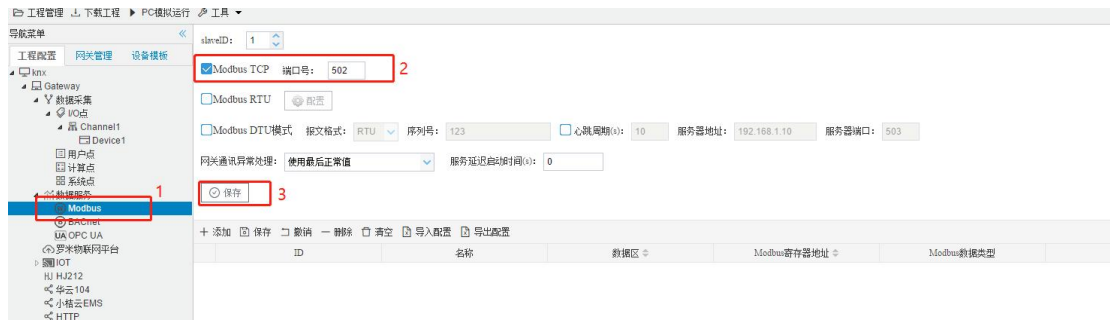 工程管理 下载工程 PC模拟运行 工具
导航菜单
工程配置 网关管理 设备模板
knx
Gateway
数据采集
I/O点
Channel1
Device1
用户点
计算点
系统点
数据服务
Modbus
BACnet
UA OPC UA
罗米物联网平台
IOT
HJ HJ212
华云104
小桔云EMS
HTTP
1
slaveID: 1
Modbus TCP 端口号: 502
2
Modbus RTU 配置
Modbus DTU模式 报文格式: RTU 序列号: 123 心跳周期(s): 10 服务器地址: 192.168.1.10 服务器端口: 503
网关通讯异常处理: 使用最后正常值 服务延迟启动时间(s): 0
保存
3
添加 保存 撤销 删除 清空 导入配置 导出配置
ID 名称 数据区 Modbus寄存器地址 Modbus数据类型